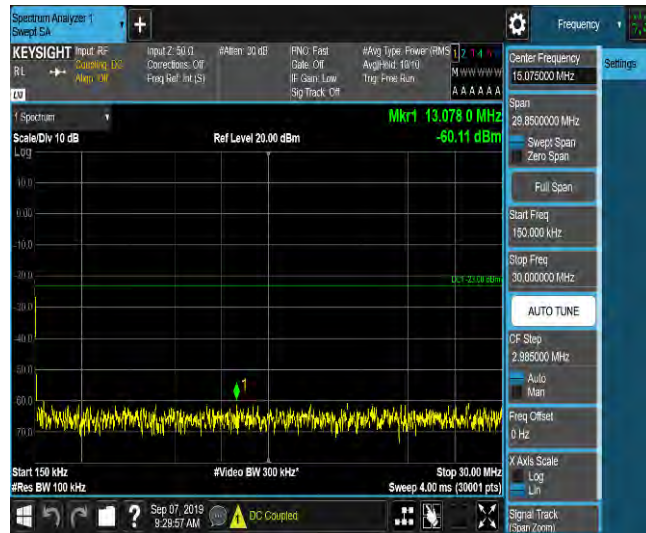 Spectrum Analyzer 1
Swept SA
Frequency
KEYSIGHT
RL
Input: RF
Coupling: DC
Align: Off
Input Z: 50 Ω
Corrections: Off
Freq Ref: Int (S)
#Atten: 30 dB
PNO: Fast
Gate: Off
IF Gain: Low
Sig Track: Off
#Avg Type: Power (RMS
Avg|Hold: 10/10
Trig: Free Run
M W W W W W
A A A A A A
1 Spectrum
Scale/Div 10 dB
Log
Ref Level 20.00 dBm
Mkr1 13.078 0 MHz
-60.11 dBm
10.0
0.00
-10.0
-20.0
-30.0
-40.0
-50.0
-60.0
-70.0
DL1 -23.00 dBm
1
Start 150 kHz
#Res BW 100 kHz
#Video BW 300 kHz*
Stop 30.00 MHz
Sweep 4.00 ms (30001 pts)
Sep 07, 2019
9:29:57 AM
DC Coupled
Center Frequency
15.075000 MHz
Settings
Span
29.8500000 MHz
Swept Span
Zero Span
Full Span
Start Freq
150.000 kHz
Stop Freq
30.000000 MHz
AUTO TUNE
CF Step
2.985000 MHz
Auto
Man
Freq Offset
0 Hz
X Axis Scale
Log
Lin
Signal Track
(Span Zoom)